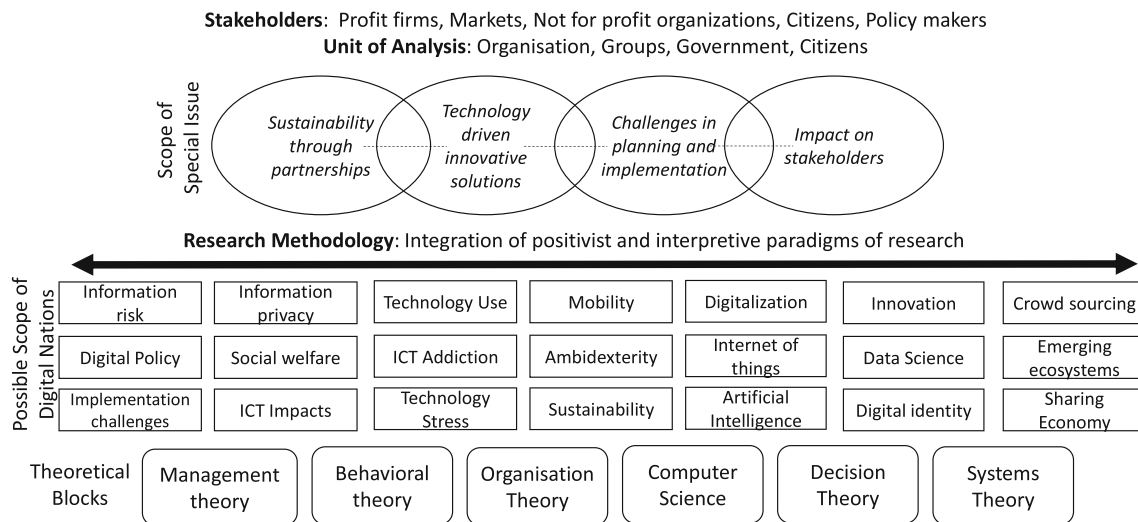 Stakeholders: Profit firms, Markets, Not for profit organizations, Citizens, Policy makers
Unit of Analysis: Organisation, Groups, Government, Citizens
Scope of
Special Issue
Sustainability
through
partnerships
Technology
driven
innovative
solutions
Challenges in
planning and
implementation
Impact on
stakeholders
Research Methodology: Integration of positivist and interpretive paradigms of research
Possible Scope of
Digital Nations
Information
risk
Information
privacy
Technology Use
Mobility
Digitalization
Innovation
Crowd sourcing
Digital Policy
Social welfare
ICT Addiction
Ambidexterity
Internet of
things
Data Science
Emerging
ecosystems
Implementation
challenges
ICT Impacts
Technology
Stress
Sustainability
Artificial
Intelligence
Digital identity
Sharing
Economy
Theoretical
Blocks
Management
theory
Behavioral
theory
Organisation
Theory
Computer
Science
Decision
Theory
Systems
Theory